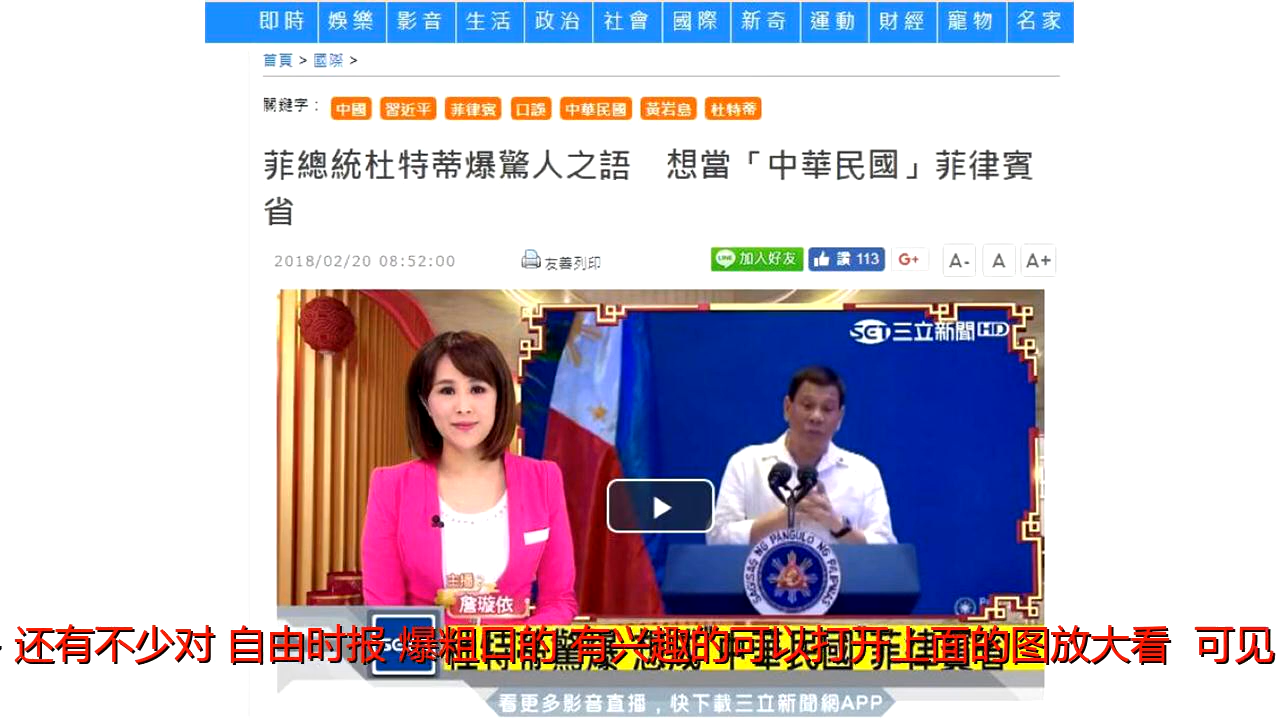 即時 娛樂 影音 生活 政治 社會 國際 新奇 運動 財經 寵物 名家
首頁 > 國際 >
關鍵字： 中國 習近平 菲律賓 口誤 中華民國 黃岩島 杜特蒂
菲總統杜特蒂爆驚人之語　想當「中華民國」菲律賓
省
2018/02/20 08:52:00 友善列印 LINE 加入好友 讚 113 G+ A- A A+
SET三立新聞HD
SAGISAG NG PANGULO NG PILIPINAS
主播
詹璇依
还有不少对 自由时报 爆粗口的 有兴趣的可以打开上面的图放大看 可见
看更多影音直播，快下載三立新聞網APP